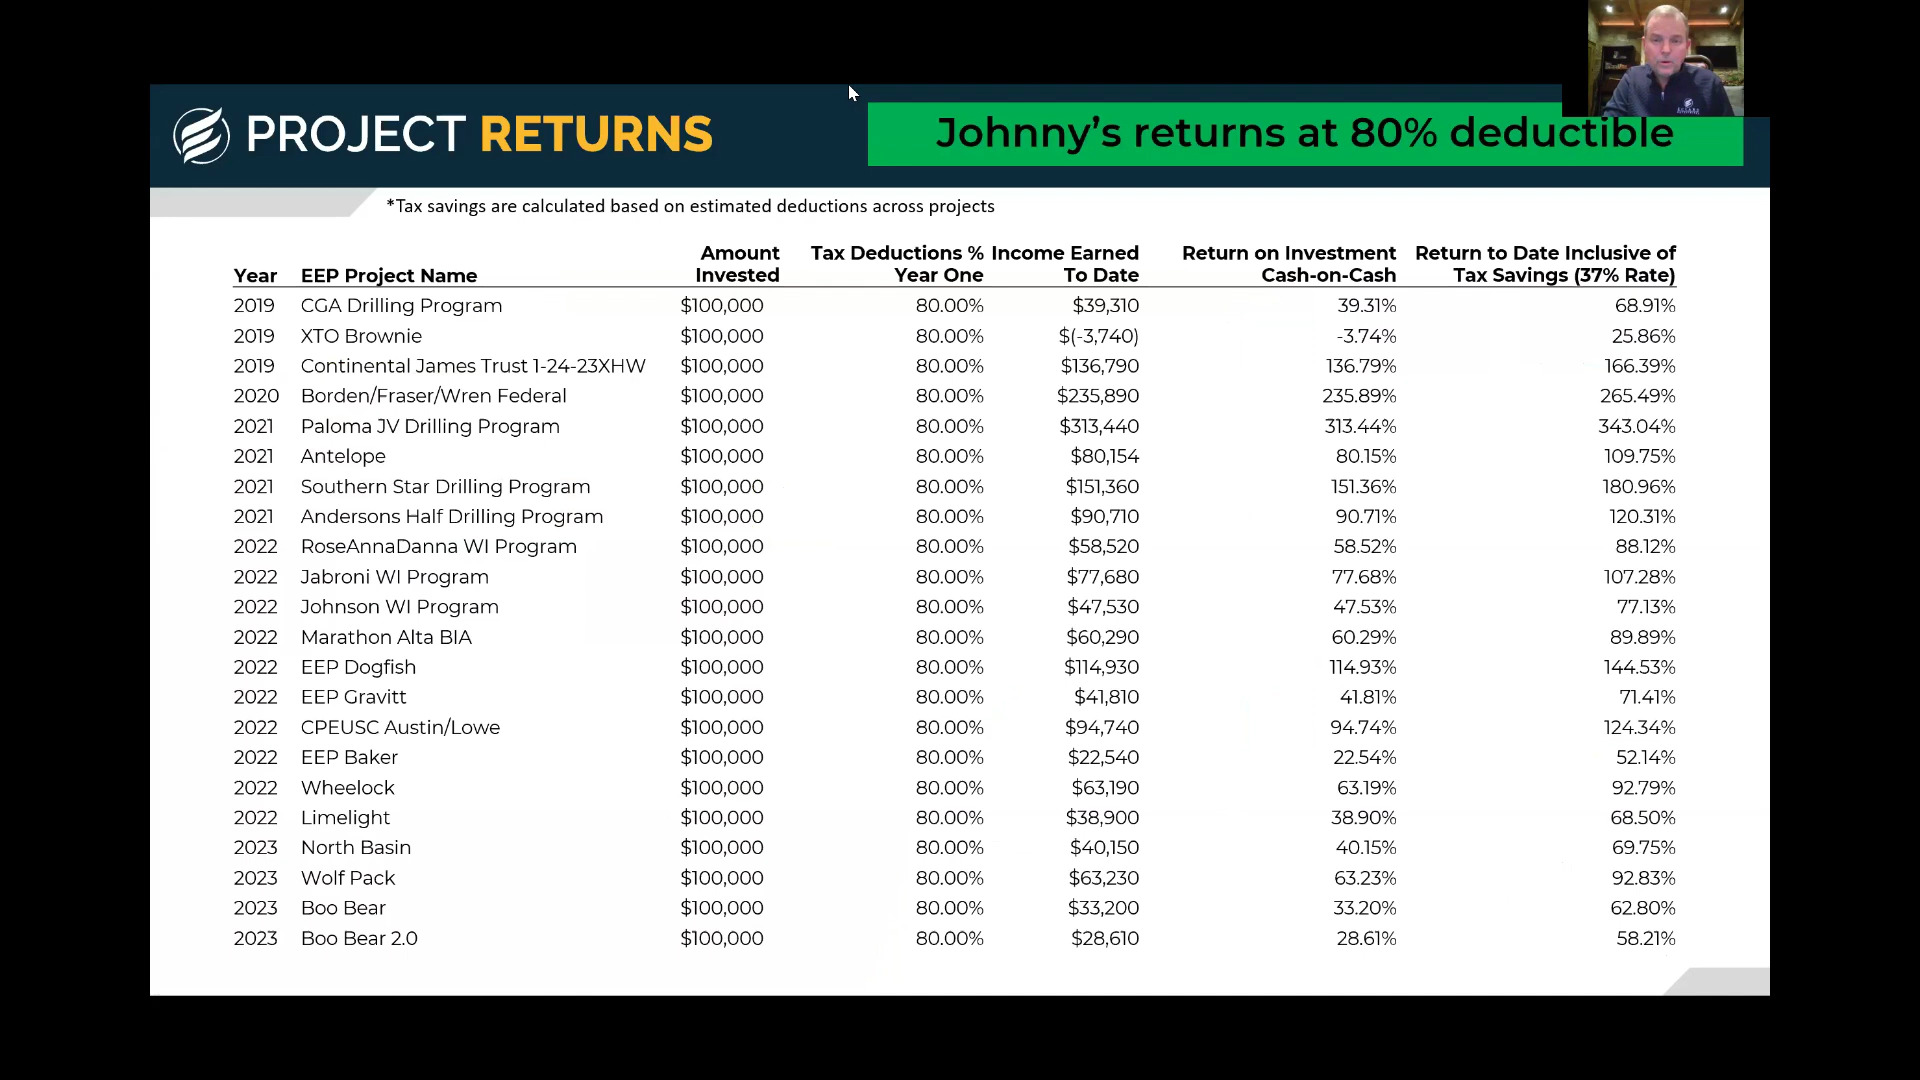 PROJECT RETURNS
Johnny’s returns at 80% deductible
*Tax savings are calculated based on estimated deductions across projects
Year EEP Project Name Amount Invested Tax Deductions % Year One Income Earned To Date Return on Investment Cash-on-Cash Return to Date Inclusive of Tax Savings (37% Rate)
2019 CGA Drilling Program $100,000 80.00% $39,310 39.31% 68.91%
2019 XTO Brownie $100,000 80.00% $(-3,740) -3.74% 25.86%
2019 Continental James Trust 1-24-23XHW $100,000 80.00% $136,790 136.79% 166.39%
2020 Borden/Fraser/Wren Federal $100,000 80.00% $235,890 235.89% 265.49%
2021 Paloma JV Drilling Program $100,000 80.00% $313,440 313.44% 343.04%
2021 Antelope $100,000 80.00% $80,154 80.15% 109.75%
2021 Southern Star Drilling Program $100,000 80.00% $151,360 151.36% 180.96%
2021 Andersons Half Drilling Program $100,000 80.00% $90,710 90.71% 120.31%
2022 RoseAnnaDanna WI Program $100,000 80.00% $58,520 58.52% 88.12%
2022 Jabroni WI Program $100,000 80.00% $77,680 77.68% 107.28%
2022 Johnson WI Program $100,000 80.00% $47,530 47.53% 77.13%
2022 Marathon Alta BIA $100,000 80.00% $60,290 60.29% 89.89%
2022 EEP Dogfish $100,000 80.00% $114,930 114.93% 144.53%
2022 EEP Gravitt $100,000 80.00% $41,810 41.81% 71.41%
2022 CPEUSC Austin/Lowe $100,000 80.00% $94,740 94.74% 124.34%
2022 EEP Baker $100,000 80.00% $22,540 22.54% 52.14%
2022 Wheelock $100,000 80.00% $63,190 63.19% 92.79%
2022 Limelight $100,000 80.00% $38,900 38.90% 68.50%
2023 North Basin $100,000 80.00% $40,150 40.15% 69.75%
2023 Wolf Pack $100,000 80.00% $63,230 63.23% 92.83%
2023 Boo Bear $100,000 80.00% $33,200 33.20% 62.80%
2023 Boo Bear 2.0 $100,000 80.00% $28,610 28.61% 58.21%